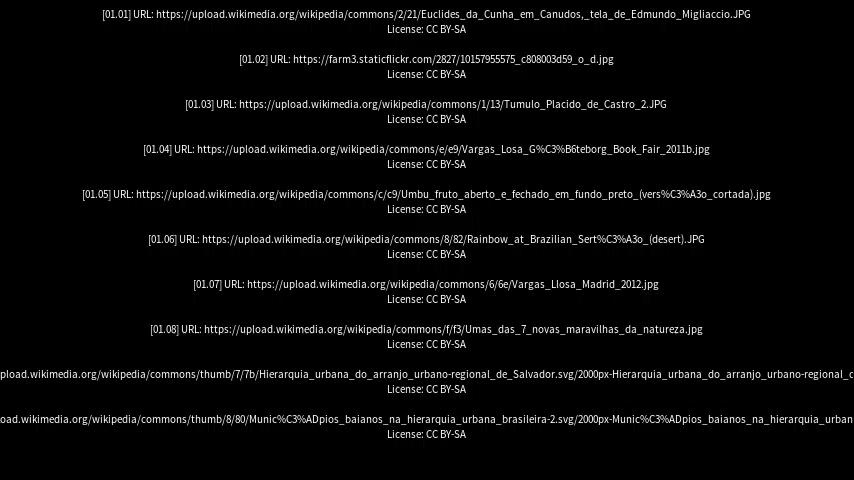 [01.01] URL: https://upload.wikimedia.org/wikipedia/commons/2/21/Euclides_da_Cunha_em_Canudos,_tela_de_Edmundo_Migliaccio.JPG
License: CC BY-SA
[01.02] URL: https://farm3.staticflickr.com/2827/10157955575_c808003d59_o_d.jpg
License: CC BY-SA
[01.03] URL: https://upload.wikimedia.org/wikipedia/commons/1/13/Tumulo_Placido_de_Castro_2.JPG
License: CC BY-SA
[01.04] URL: https://upload.wikimedia.org/wikipedia/commons/e/e9/Vargas_Losa_G%C3%B6teborg_Book_Fair_2011b.jpg
License: CC BY-SA
[01.05] URL: https://upload.wikimedia.org/wikipedia/commons/c/c9/Umbu_fruto_aberto_e_fechado_em_fundo_preto_(vers%C3%A3o_cortada).jpg
License: CC BY-SA
[01.06] URL: https://upload.wikimedia.org/wikipedia/commons/8/82/Rainbow_at_Brazilian_Sert%C3%A3o_(desert).JPG
License: CC BY-SA
[01.07] URL: https://upload.wikimedia.org/wikipedia/commons/6/6e/Vargas_Llosa_Madrid_2012.jpg
License: CC BY-SA
[01.08] URL: https://upload.wikimedia.org/wikipedia/commons/f/f3/Umas_das_7_novas_maravilhas_da_natureza.jpg
License: CC BY-SA
pload.wikimedia.org/wikipedia/commons/thumb/7/7b/Hierarquia_urbana_do_arranjo_urbano-regional_de_Salvador.svg/2000px-Hierarquia_urbana_do_arranjo_urbano-regional_c
License: CC BY-SA
oad.wikimedia.org/wikipedia/commons/thumb/8/80/Munic%C3%ADpios_baianos_na_hierarquia_urbana_brasileira-2.svg/2000px-Munic%C3%ADpios_baianos_na_hierarquia_urban
License: CC BY-SA